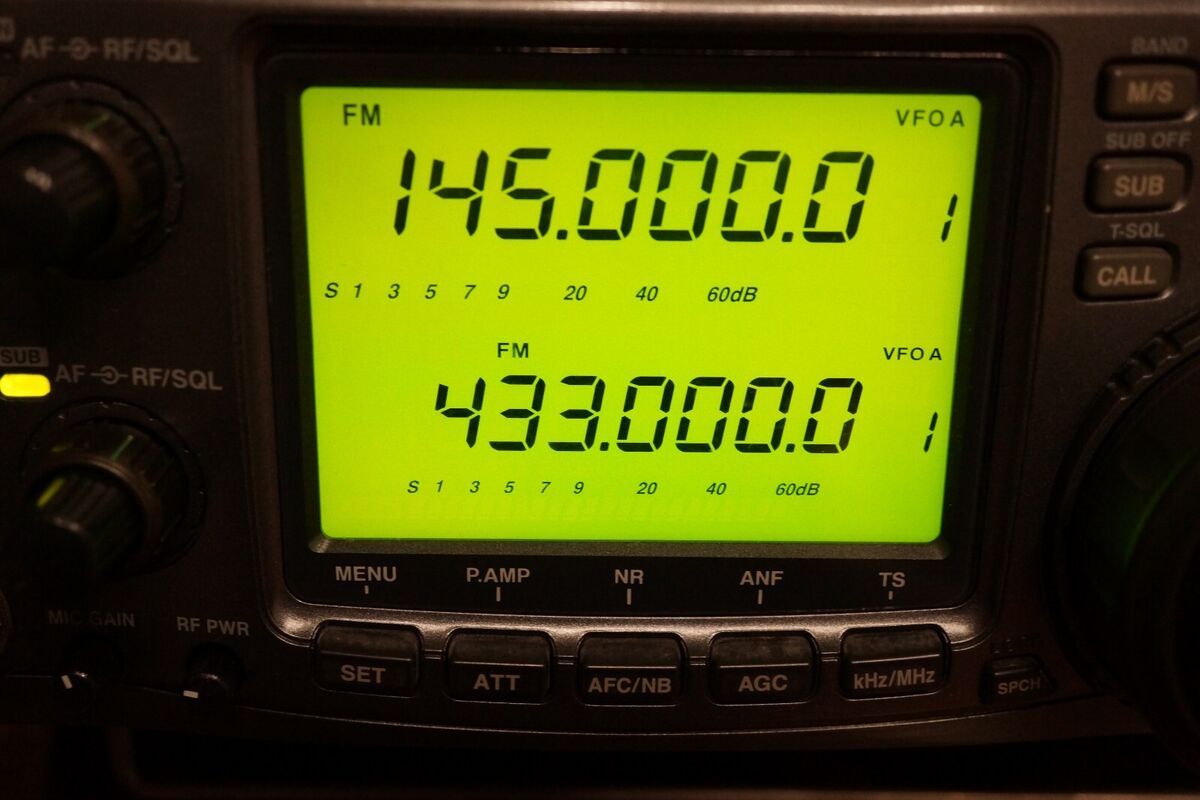 AF RF/SQL
BAND
M/S
FM
VFO A
145.000.0
1
SUB OFF
SUB
T-SQL
CALL
S 1 3 5 7 9 20 40 60dB
SUB
AF RF/SQL
FM
VFO A
433.000.0
1
S 1 3 5 7 9 20 40 60dB
MENU P.AMP NR ANF TS
MIC GAIN
RF PWR
SET ATT AFC/NB AGC kHz/MHz
SPCH